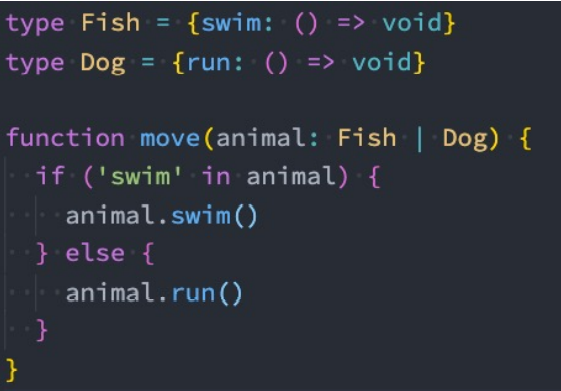 type Fish = {swim: () => void}
type Dog = {run: () => void}

function move(animal: Fish | Dog) {
  if ('swim' in animal) {
    animal.swim()
  } else {
    animal.run()
  }
}